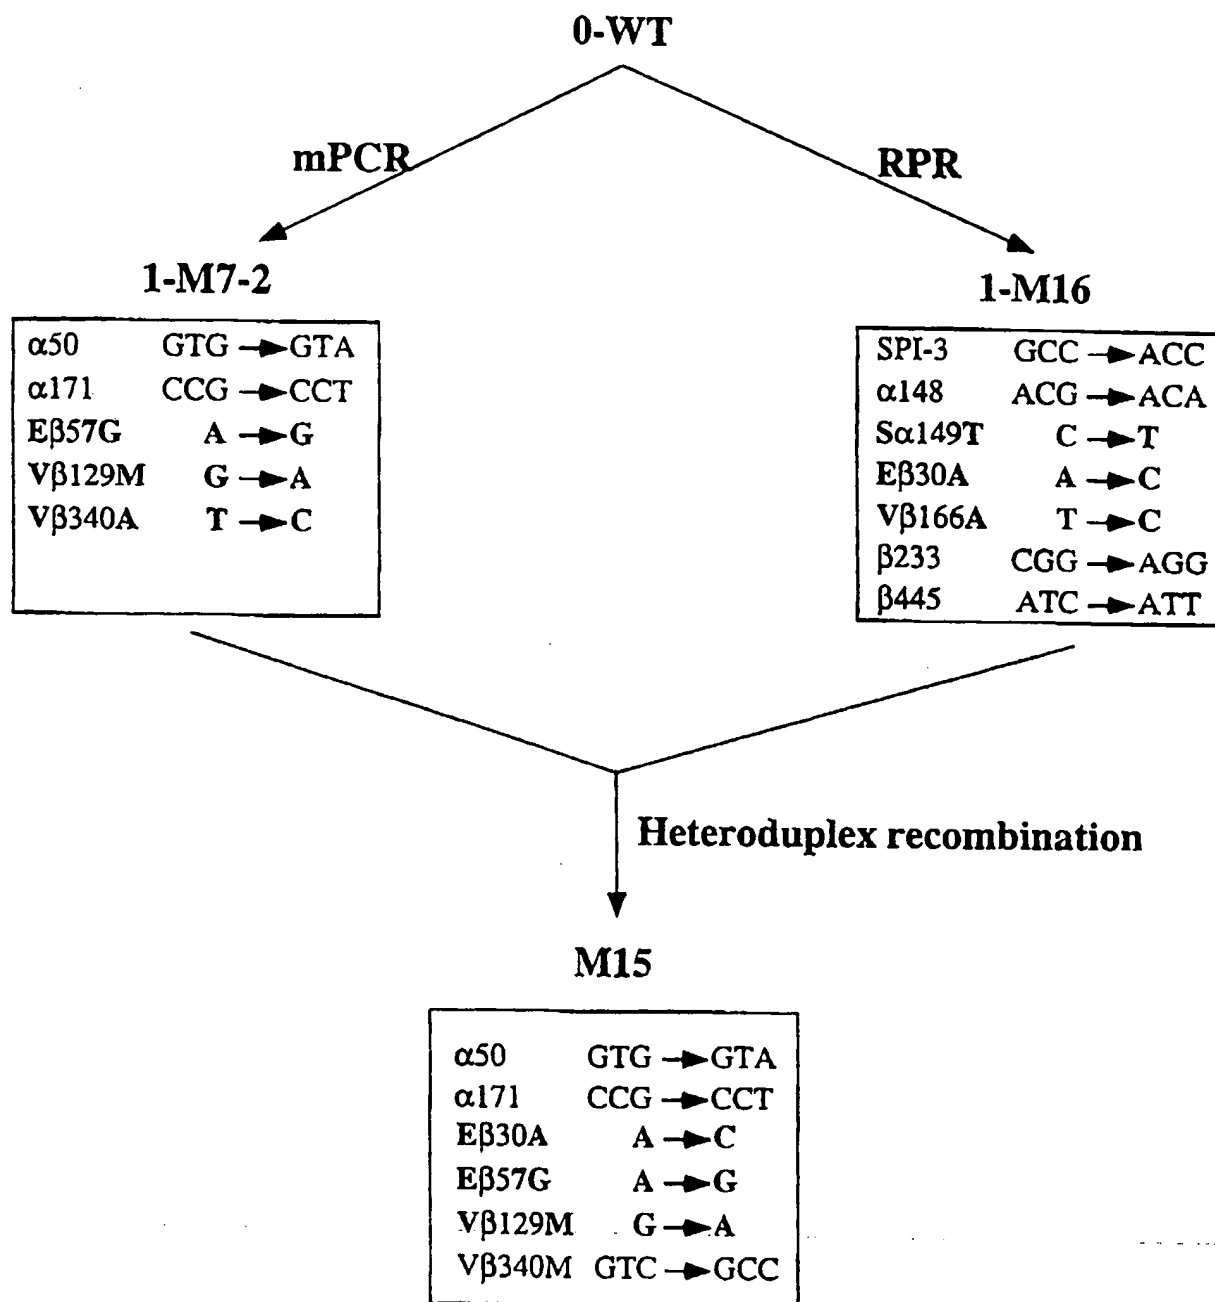 0-WT
mPCR
RPR
1-M7-2
α50 GTG → GTA
α171 CCG → CCT
Eβ57G A → G
Vβ129M G → A
Vβ340A T → C
1-M16
SPI-3 GCC → ACC
α148 ACG → ACA
Sα149T C → T
Eβ30A A → C
Vβ166A T → C
β233 CGG → AGG
β445 ATC → ATT
Heteroduplex recombination
M15
α50 GTG → GTA
α171 CCG → CCT
Eβ30A A → C
Eβ57G A → G
Vβ129M G → A
Vβ340M GTC → GCC